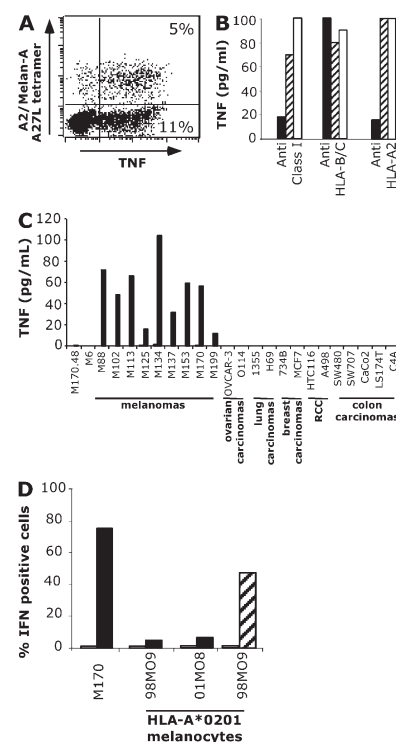 A
A2/Melan-A
A27L tetramer
5%
11%
TNF
B
TNF (pg/ml)
100
80
60
40
20
0
Anti
Class I
Anti
HLA-B/C
Anti
HLA-A2
C
TNF (pg/mL)
120
100
80
60
40
20
0
M170.48
M6
M88
M102
M113
M125
M134
M137
M153
M170
M199
OVCAR-3
O114
1355
H69
734B
MCF7
HTC116
A498
SW480
SW707
CaCo2
LS174T
C4A
melanomas
ovarian
carcinomas
lung
carcinomas
breast
carcinomas
RCC
colon
carcinomas
D
% IFN positive cells
100
80
60
40
20
0
M170
98MO9
01MO8
98MO9
HLA-A*0201
melanocytes